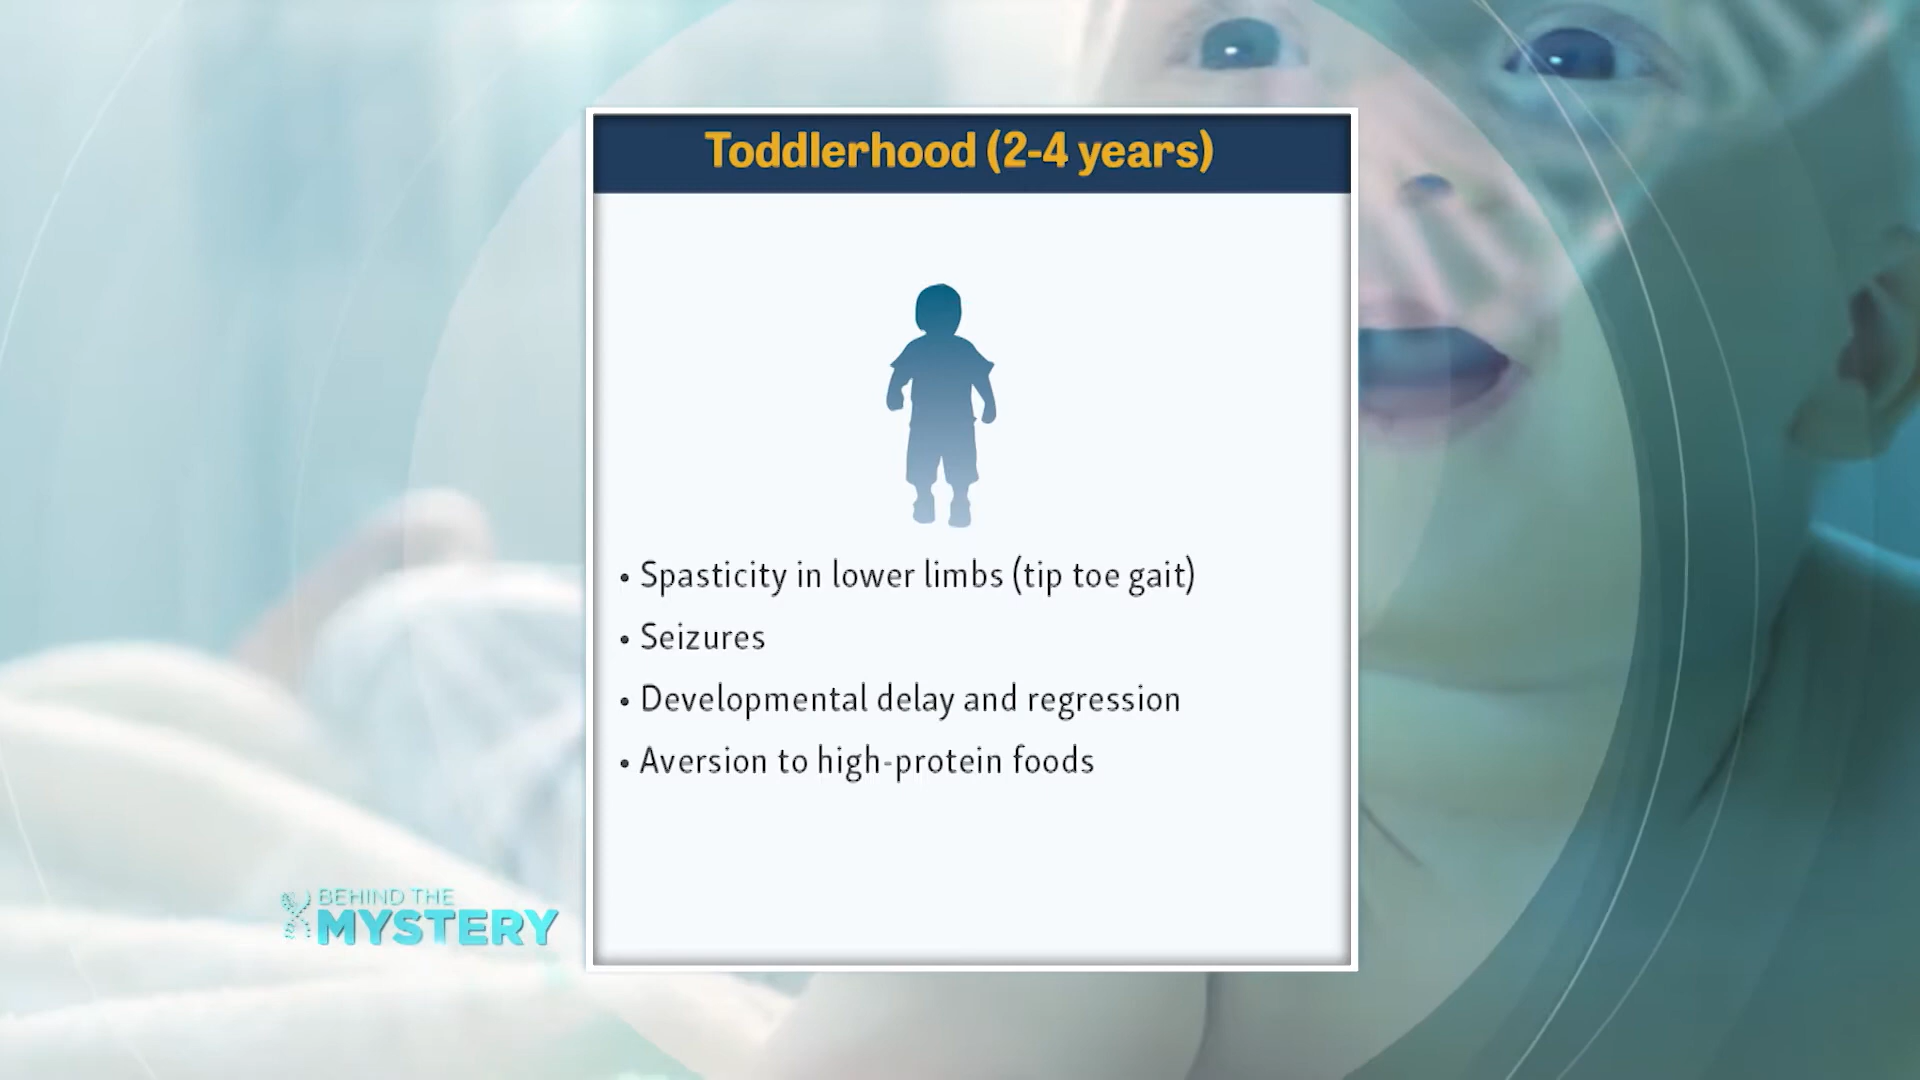 Toddlerhood (2-4 years)
• Spasticity in lower limbs (tip toe gait)
• Seizures
• Developmental delay and regression
• Aversion to high-protein foods
BEHIND THE
MYSTERY